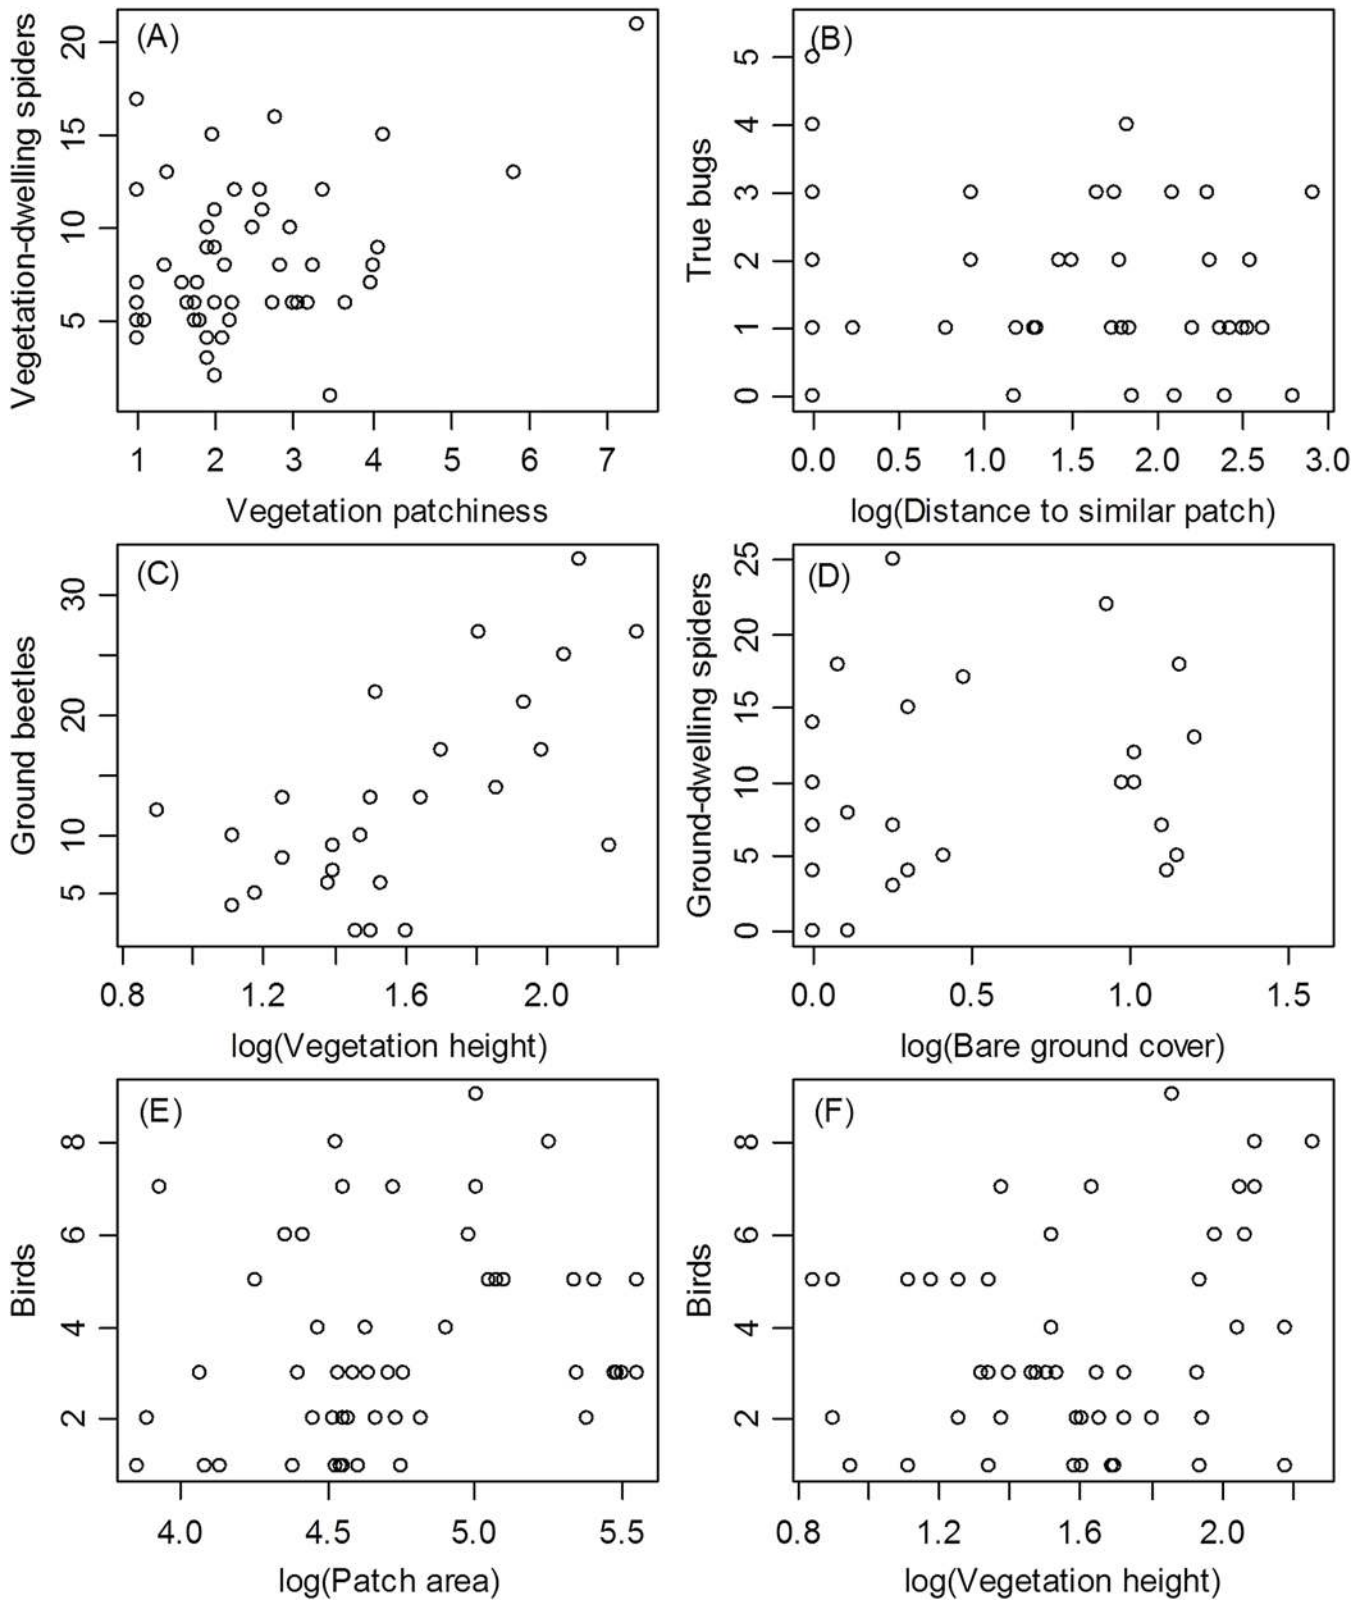 (A)
Vegetation-dwelling spiders
20
15
10
5
1 2 3 4 5 6 7
Vegetation patchiness
(B)
True bugs
5
4
3
2
1
0
0.0 0.5 1.0 1.5 2.0 2.5 3.0
log(Distance to similar patch)
(C)
Ground beetles
30
20
10
5
0.8 1.2 1.6 2.0
log(Vegetation height)
(D)
Ground-dwelling spiders
25
20
15
10
5
0
0.0 0.5 1.0 1.5
log(Bare ground cover)
(E)
Birds
8
6
4
2
4.0 4.5 5.0 5.5
log(Patch area)
(F)
Birds
8
6
4
2
0.8 1.2 1.6 2.0
log(Vegetation height)